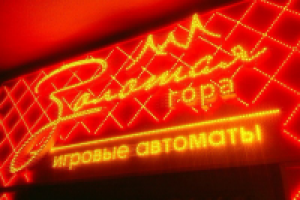 Золотая
гора
игровые автоматы